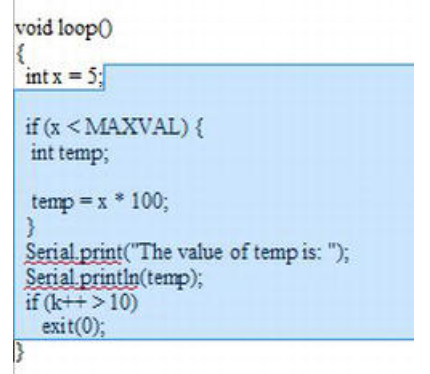 void loop()
{
int x = 5;
if (x < MAXVAL) {
int temp;
temp = x * 100;
}
Serial.print("The value of temp is: ");
Serial.println(temp);
if (k++ > 10)
exit(0);
}